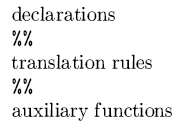 declarations
%%
translation rules
%%
auxiliary functions